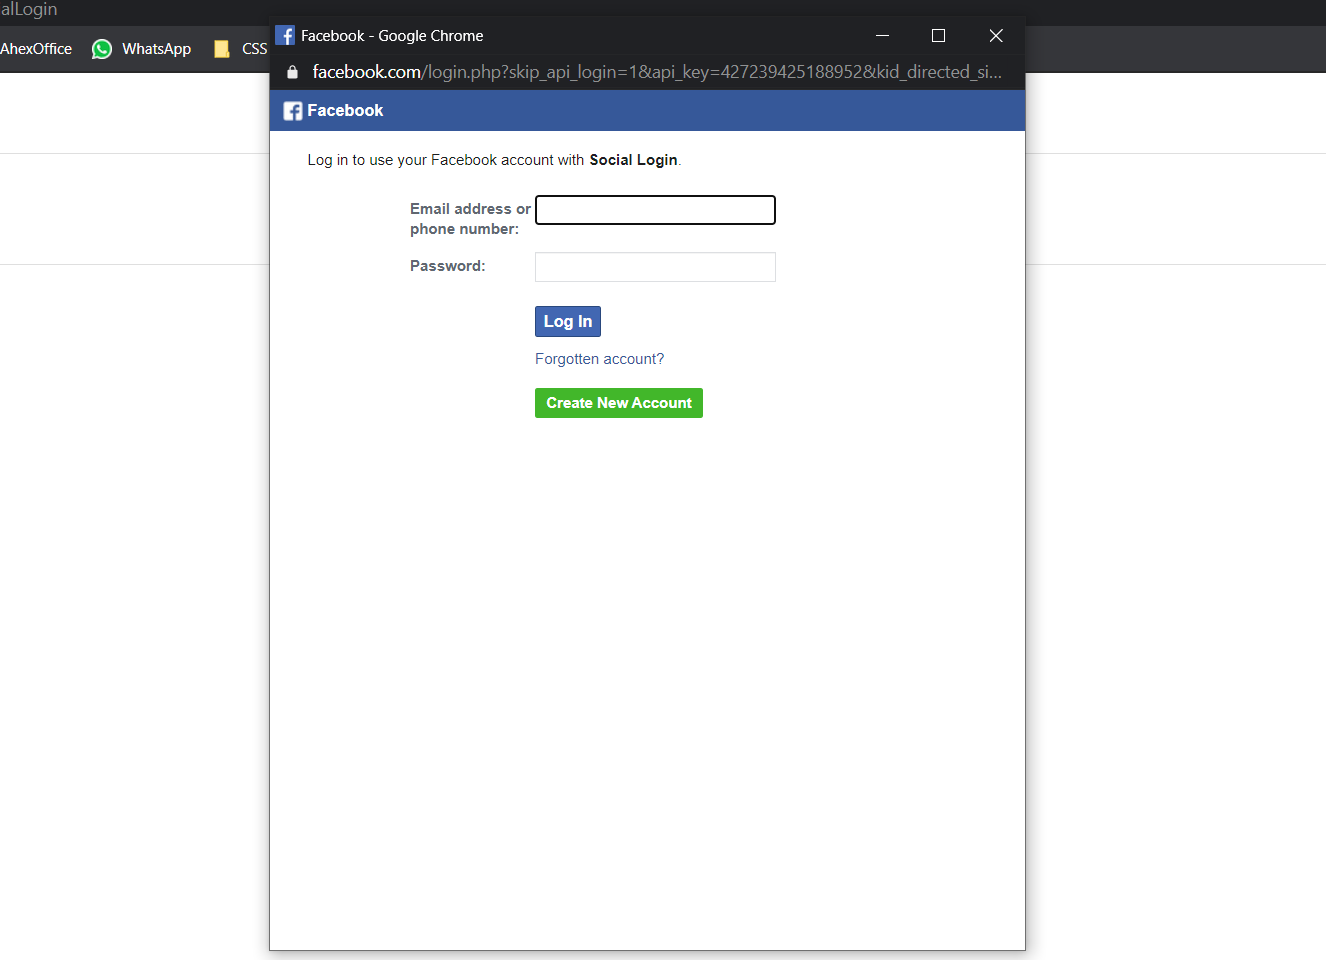 alLogin
AhexOffice WhatsApp CSS
Facebook - Google Chrome
facebook.com/login.php?skip_api_login=1&api_key=427239425188952&kid_directed_si...
Facebook
Log in to use your Facebook account with Social Login.
Email address or
phone number:
Password:
Log In
Forgotten account?
Create New Account